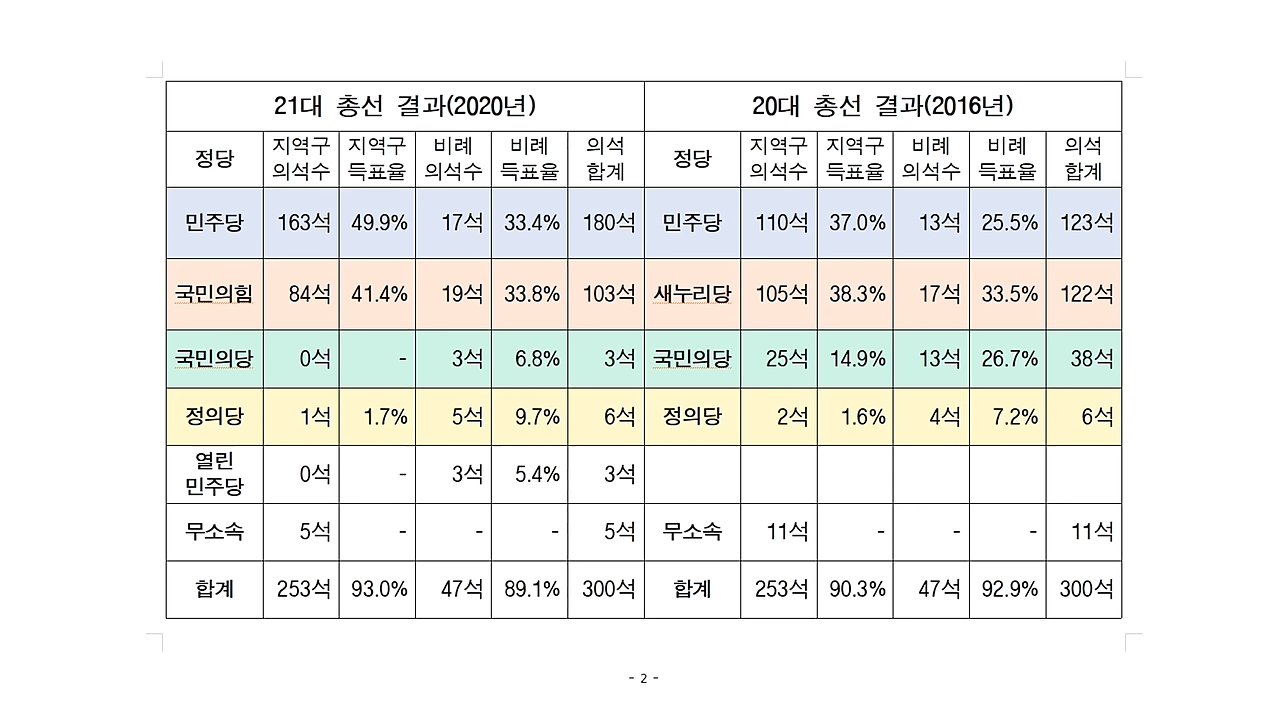 21대 총선 결과(2020년) 20대 총선 결과(2016년)
정당 지역구 의석수 지역구 득표율 비례 의석수 비례 득표율 의석 합계 정당 지역구 의석수 지역구 득표율 비례 의석수 비례 득표율 의석 합계
민주당 163석 49.9% 17석 33.4% 180석 민주당 110석 37.0% 13석 25.5% 123석
국민의힘 84석 41.4% 19석 33.8% 103석 새누리당 105석 38.3% 17석 33.5% 122석
국민의당 0석 - 3석 6.8% 3석 국민의당 25석 14.9% 13석 26.7% 38석
정의당 1석 1.7% 5석 9.7% 6석 정의당 2석 1.6% 4석 7.2% 6석
열린 민주당 0석 - 3석 5.4% 3석
무소속 5석 - - - 5석 무소속 11석 - - - 11석
합계 253석 93.0% 47석 89.1% 300석 합계 253석 90.3% 47석 92.9% 300석
- 2 -